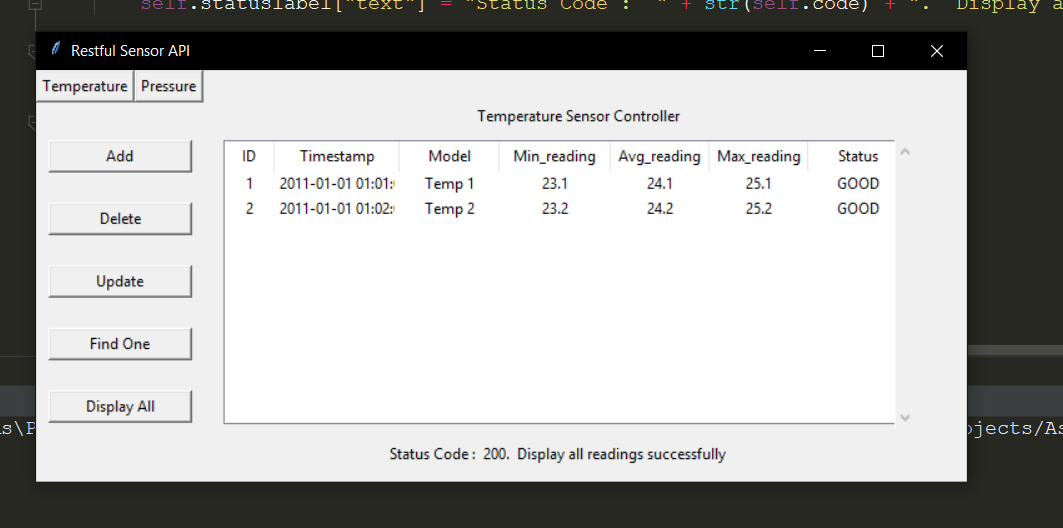 self.statuslabel["text"] = "Status Code :  " + str(self.code) + ".  Display a
Restful Sensor API
Temperature Pressure
Temperature Sensor Controller
Add
Delete
Update
Find One
Display All
ID Timestamp Model Min_reading Avg_reading Max_reading Status
1 2011-01-01 01:01: Temp 1 23.1 24.1 25.1 GOOD
2 2011-01-01 01:02: Temp 2 23.2 24.2 25.2 GOOD
s\P
ojects/As
Status Code :  200.  Display all readings successfully